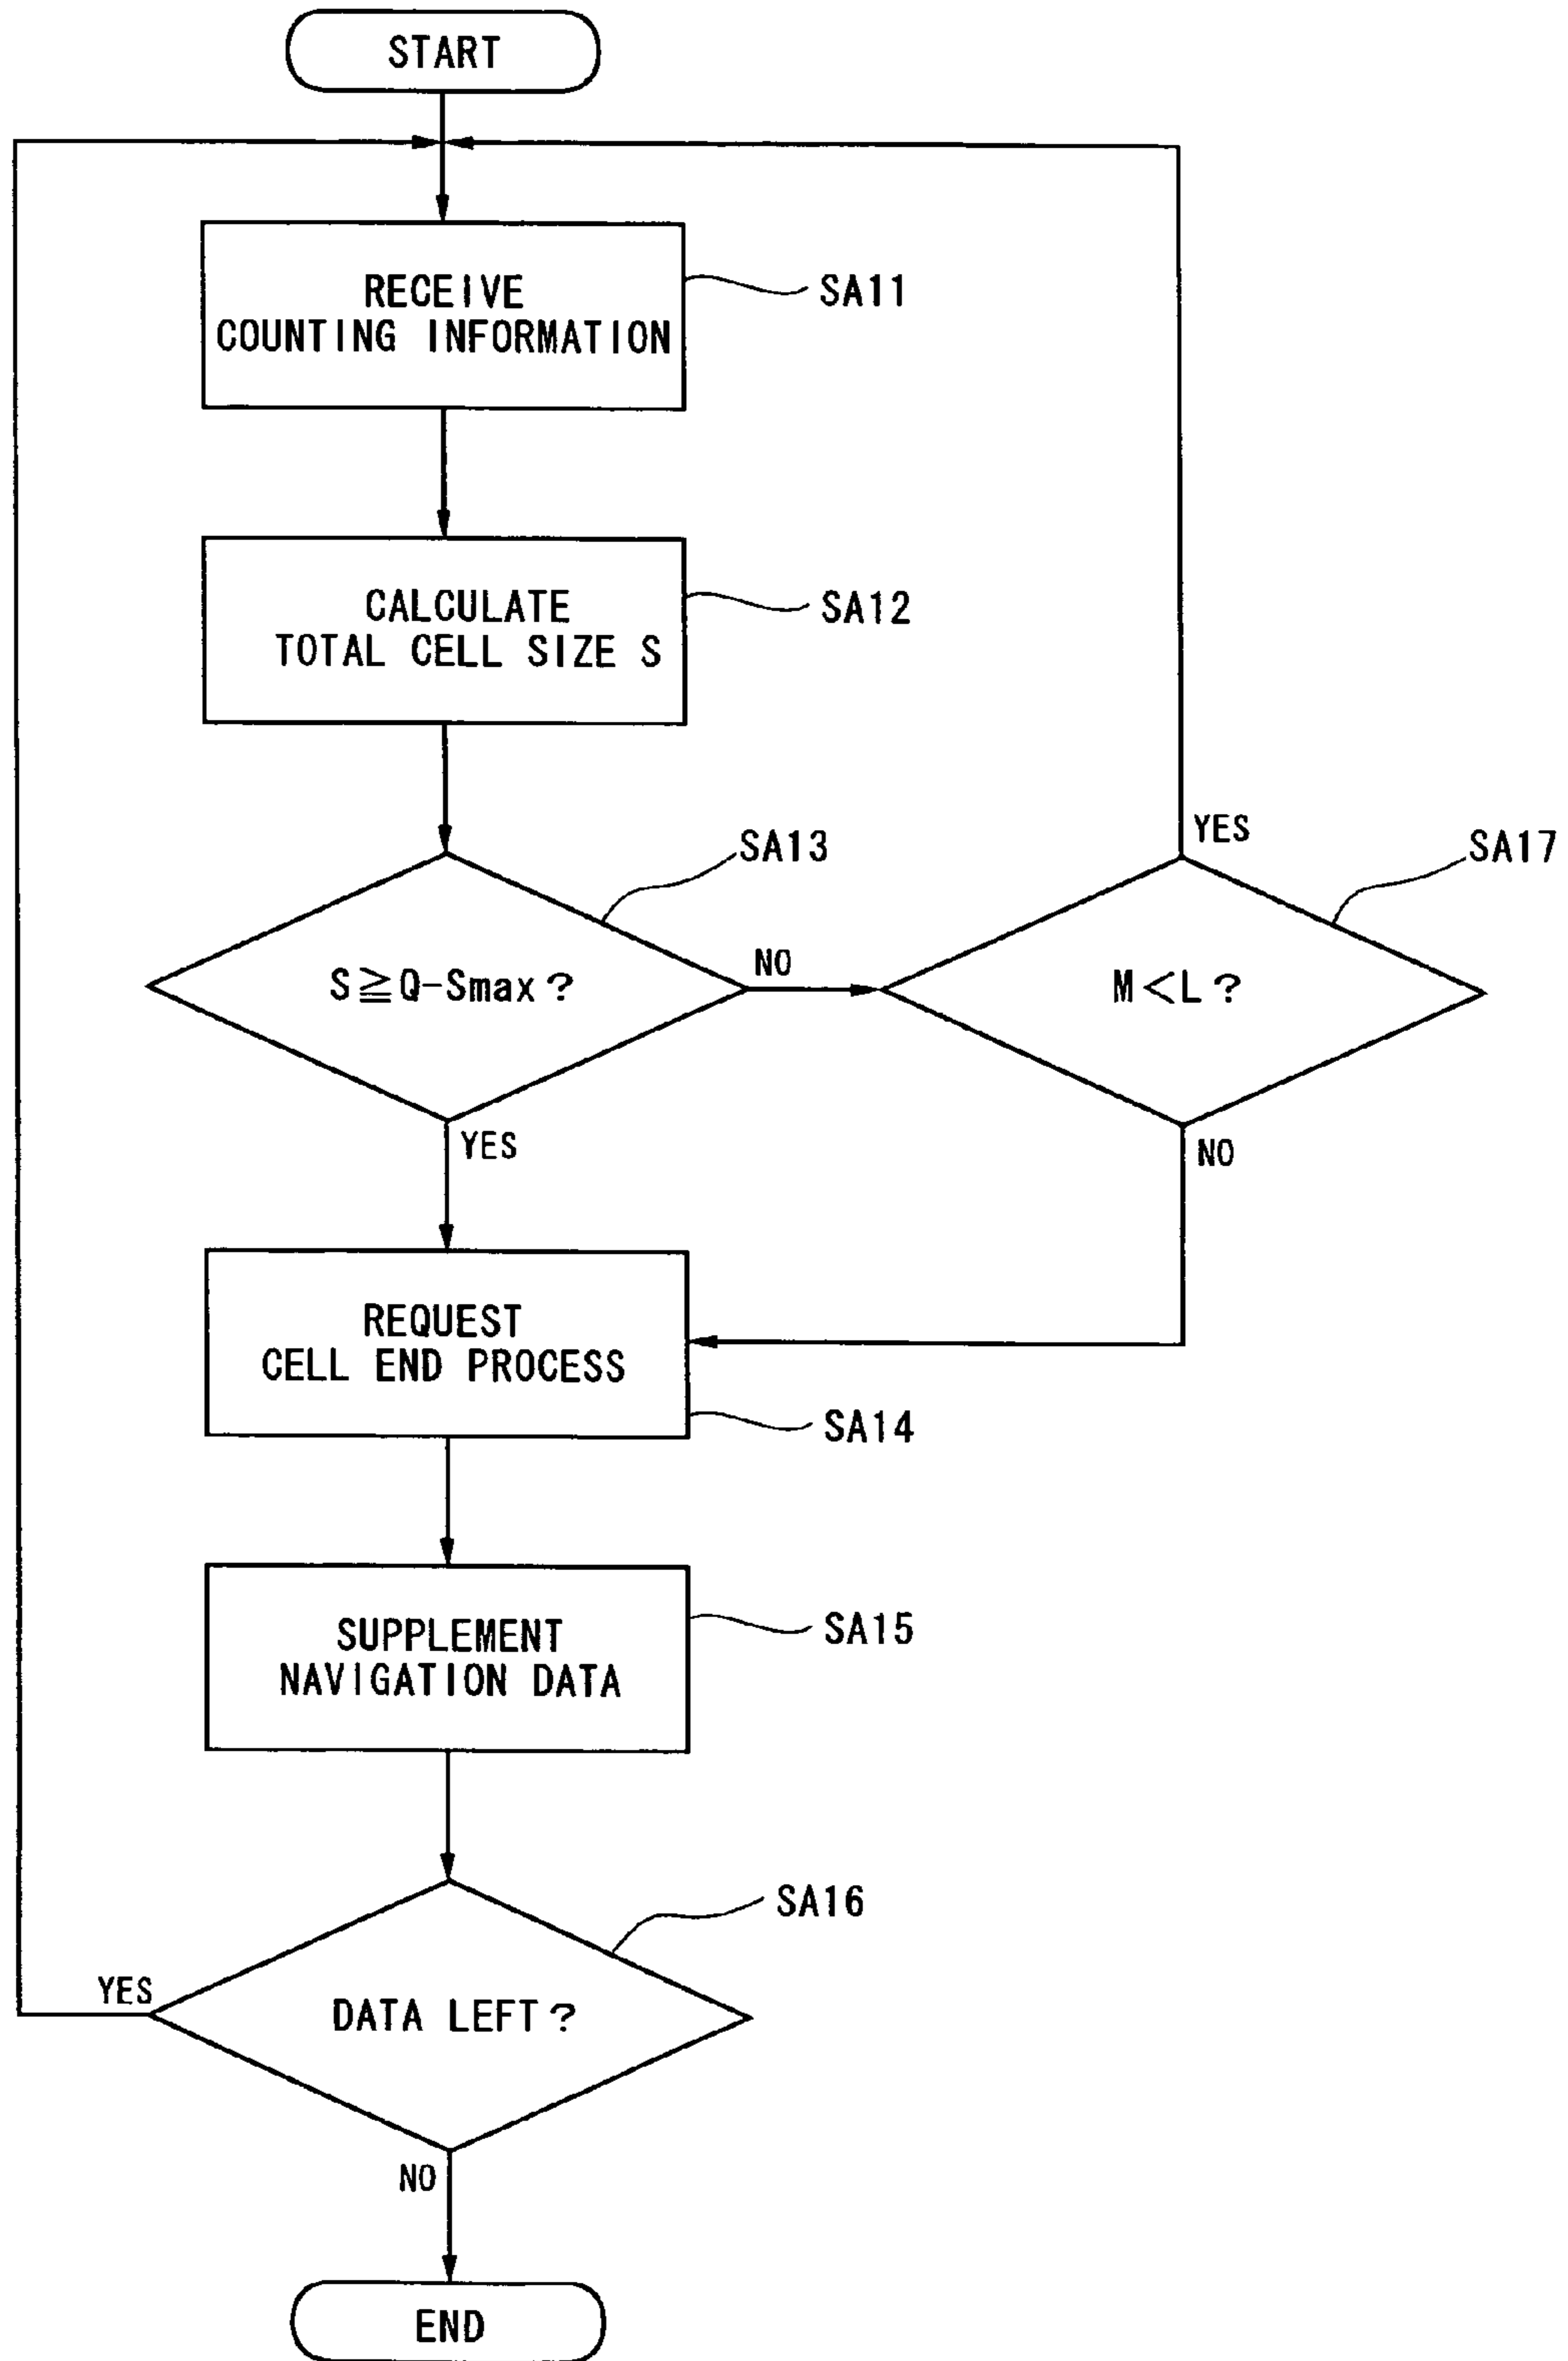 START
RECEIVE
COUNTING INFORMATION
SA11
CALCULATE
TOTAL CELL SIZE S
SA12
SA13
S≧Q-Smax?
NO
YES
SA17
M<L?
YES
NO
REQUEST
CELL END PROCESS
SA14
SUPPLEMENT
NAVIGATION DATA
SA15
SA16
DATA LEFT?
YES
NO
END